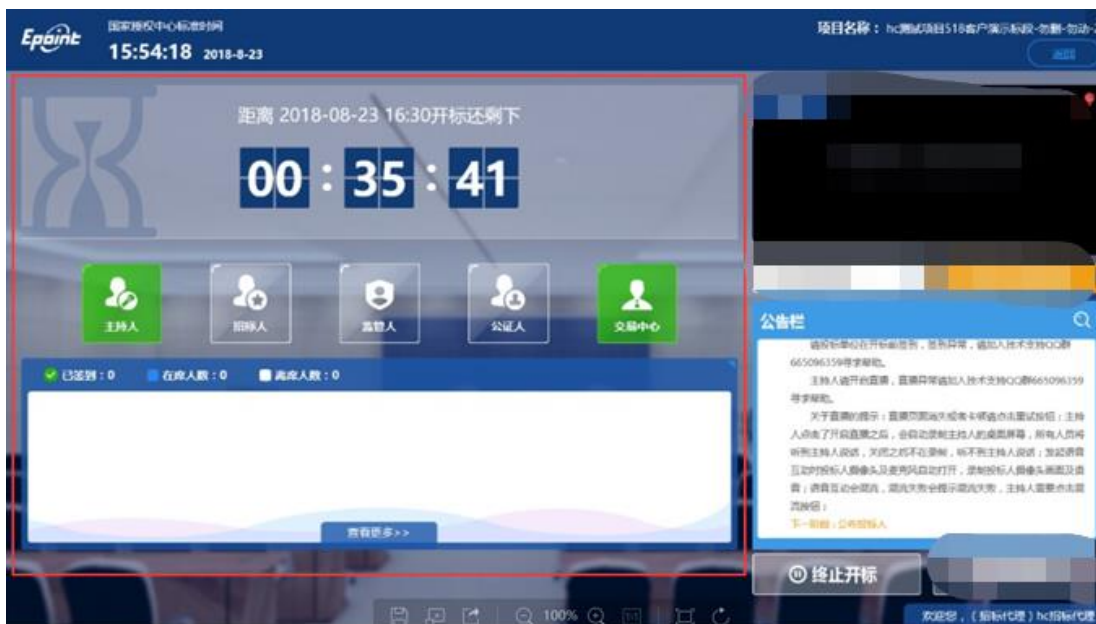 Epoint
国家授权中心标准时间
15:54:18 2018-8-23
项目名称：hc测试项目518客户演示标段-勿删-勿动-
返回
距离 2018-08-23 16:30开标还剩下
00 : 35 : 41
主持人
招标人
监管人
公证人
交易中心
已签到：0 在席人数：0 离席人数：0
查看更多>>
公告栏
请投标单位在开标前签到，签到异常，请加入技术支持QQ群
665096359寻求帮助。
主持人请开启直播，直播异常请加入技术支持QQ群665096359
寻求帮助。
关于直播的提示：直播页面消失或者卡顿请点击重试按钮；主持
人点击了开启直播之后，会自动录制主持人的桌面屏幕，所有人员将
听到主持人说话，关闭之后不在录制，听不到主持人说话；发起语音
互动时投标人摄像头及麦克风自动打开，录制投标人摄像头画面及语
音；语音互动会混流，混流失败会提示混流失败，主持人需要点击混
流按钮；
下一阶段：公布投标人
终止开标
100%
1:1
欢迎您，（招标代理）hc招标代理